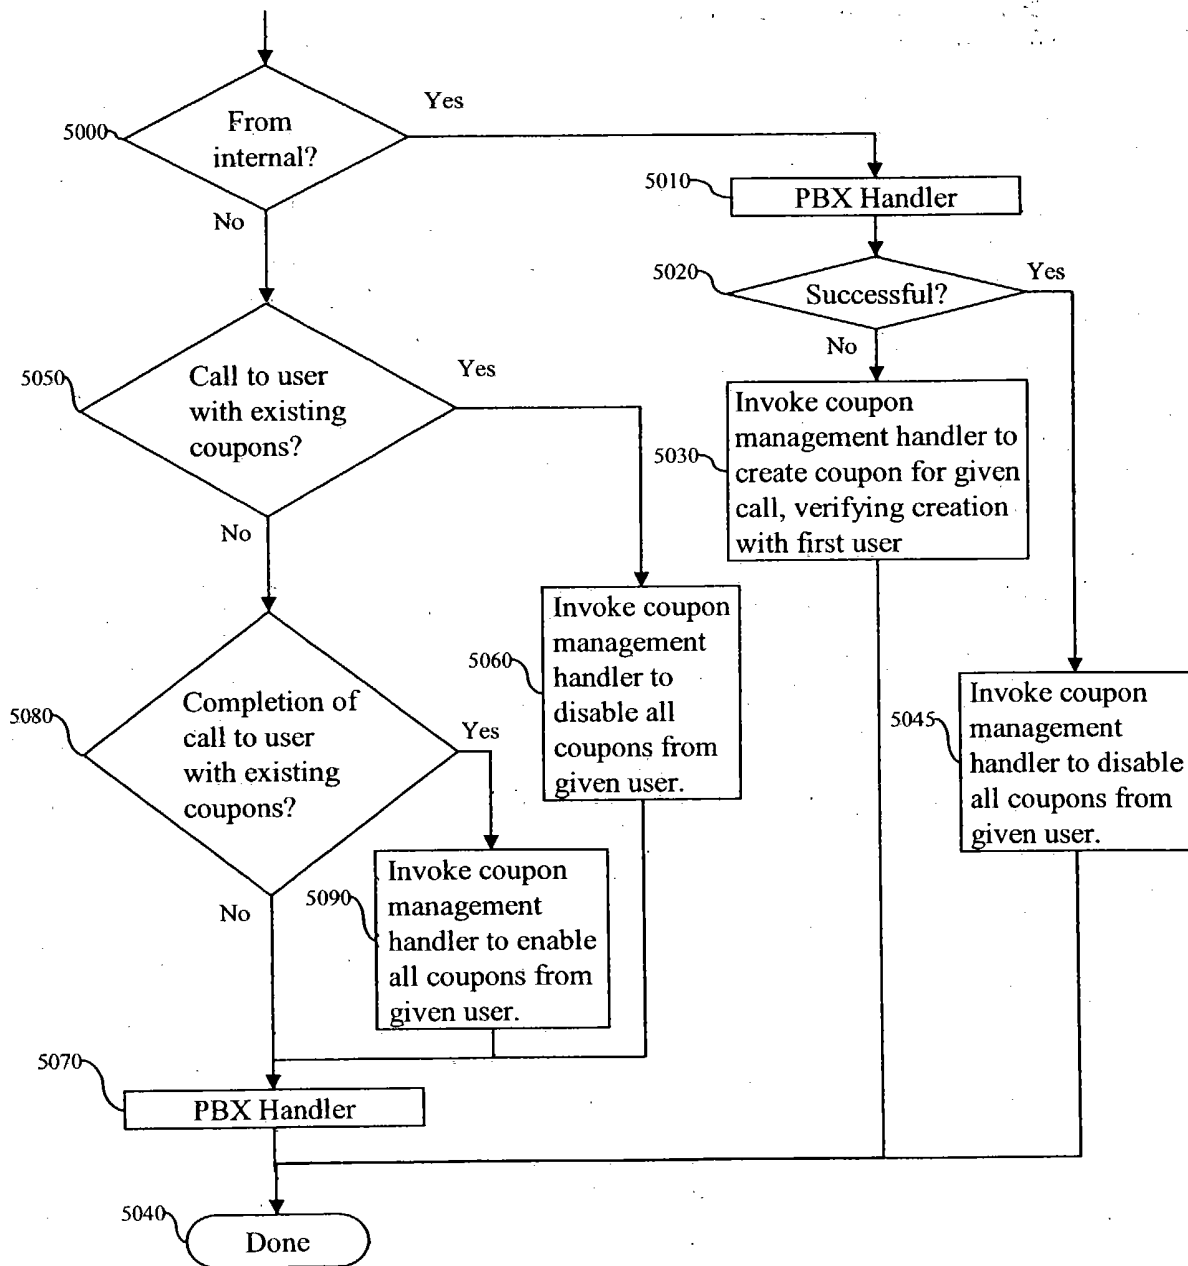 5000
From
internal?
Yes
No
5010
PBX Handler
5020
Successful?
Yes
No
5030
Invoke coupon
management handler to
create coupon for given
call, verifying creation
with first user
5045
Invoke coupon
management
handler to disable
all coupons from
given user.
5050
Call to user
with existing
coupons?
Yes
No
5060
Invoke coupon
management
handler to
disable all
coupons from
given user.
5080
Completion of
call to user
with existing
coupons?
Yes
No
5090
Invoke coupon
management
handler to enable
all coupons from
given user.
5070
PBX Handler
5040
Done